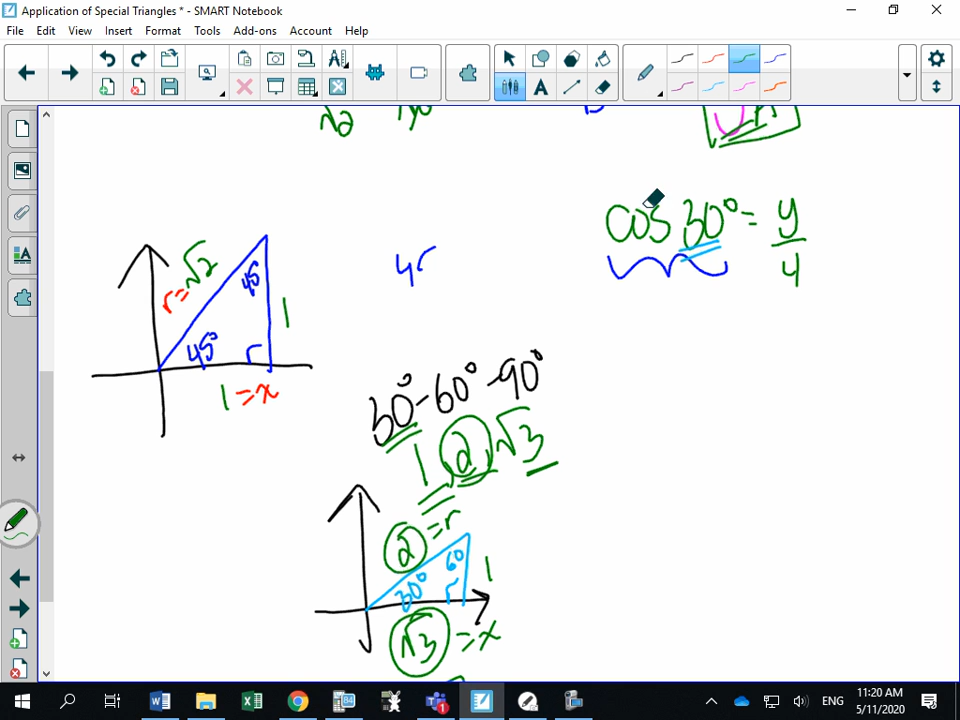 Application of Special Triangles * - SMART Notebook
File Edit View Insert Format Tools Add-ons Account Help
√2
cos 30° = y/4
r = √2
45°
45°
1
1 = x
45
30° - 60° - 90°
1 2 √3
2 = r
60
30°
1
√3 = x
ENG
11:20 AM
5/11/2020